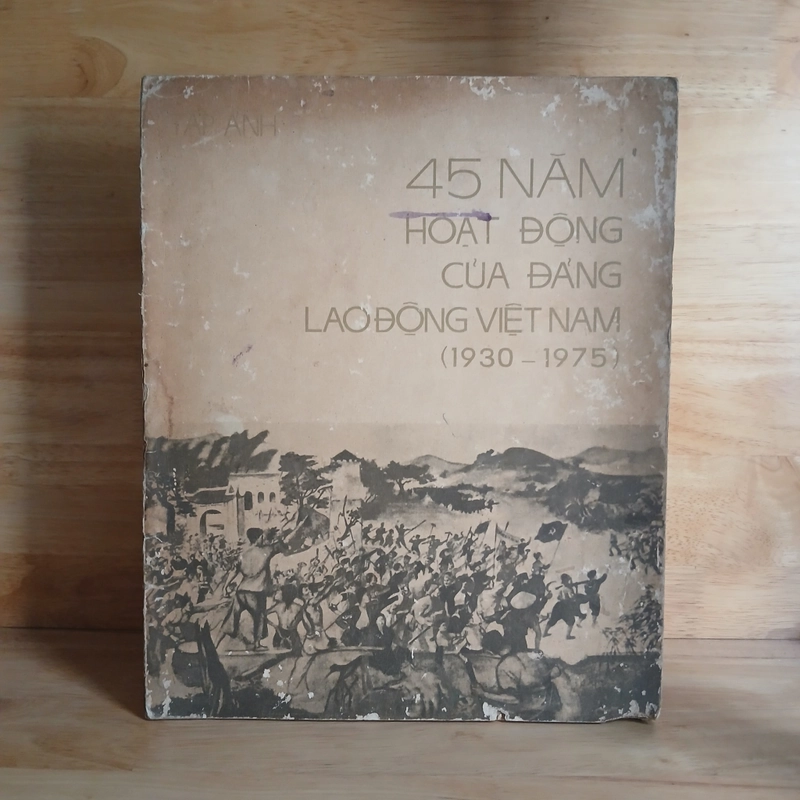 TẬP ẢNH
45 NĂM
HOẠT ĐỘNG
CỦA ĐẢNG
LAO ĐỘNG VIỆT NAM
(1930 – 1975)